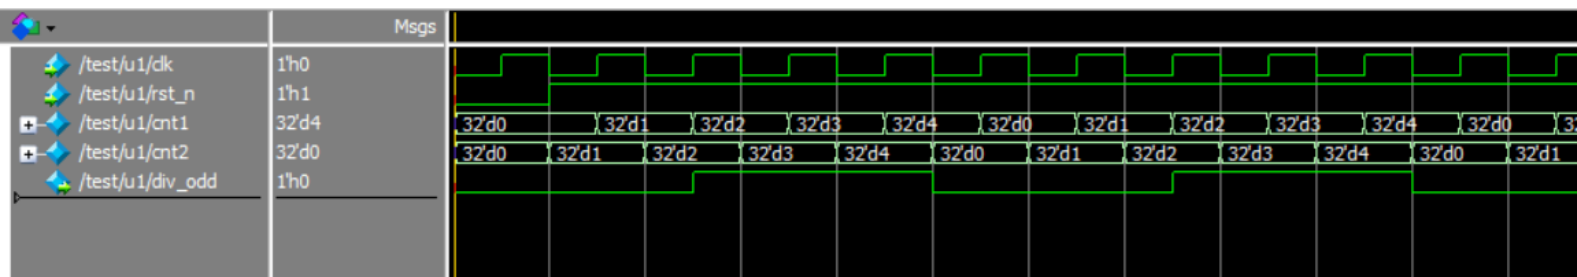 Msgs
/test/u1/clk 1'h0
/test/u1/rst_n 1'h1
/test/u1/cnt1 32'd4 32'd0 32'd1 32'd2 32'd3 32'd4 32'd0 32'd1 32'd2 32'd3 32'd4 32'd0
/test/u1/cnt2 32'd0 32'd0 32'd1 32'd2 32'd3 32'd4 32'd0 32'd1 32'd2 32'd3 32'd4 32'd0 32'd1
/test/u1/div_odd 1'h0